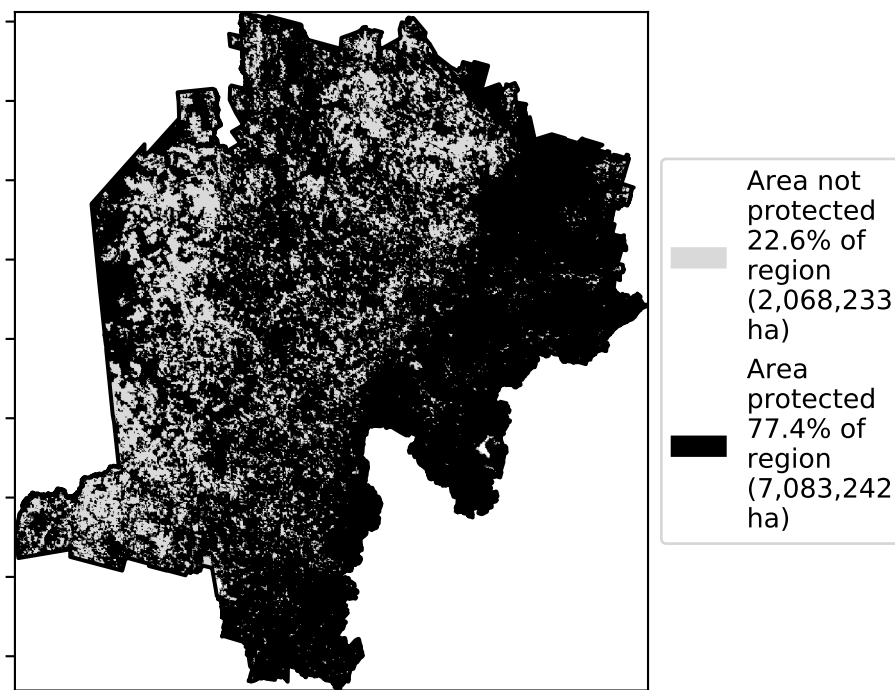 Area not
protected
22.6% of
region
(2,068,233
ha)
Area
protected
77.4% of
region
(7,083,242
ha)